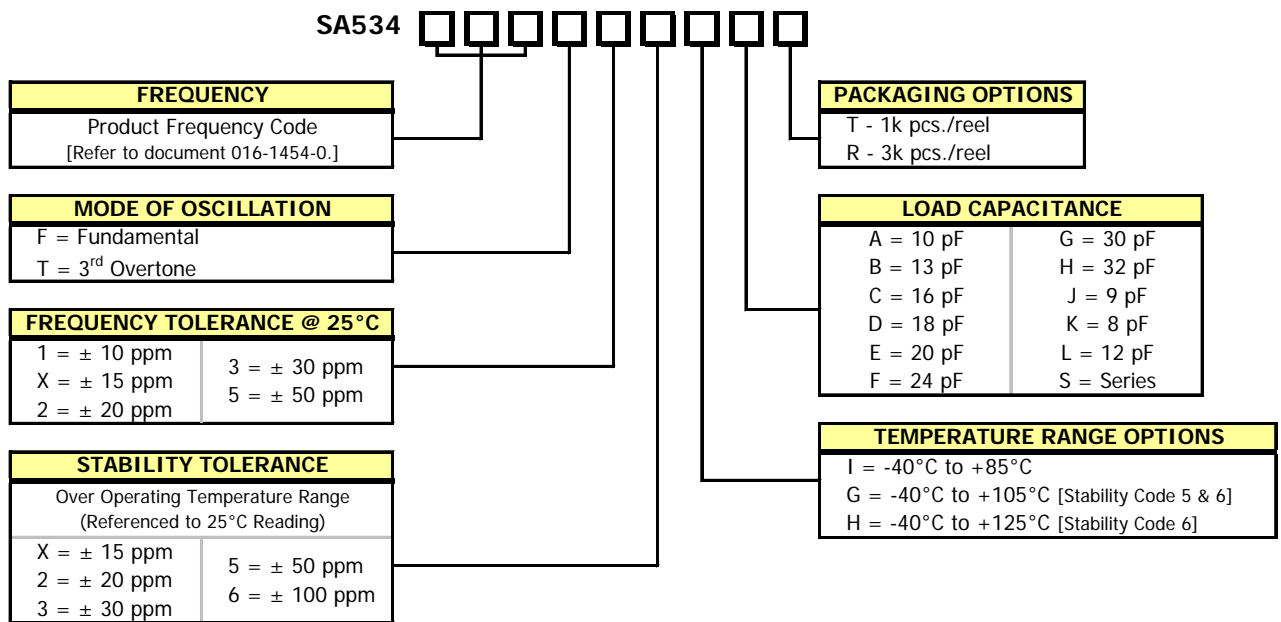 SA534
FREQUENCY
Product Frequency Code
[Refer to document 016-1454-0.]
MODE OF OSCILLATION
F = Fundamental
T = 3rd Overtone
FREQUENCY TOLERANCE @ 25°C
1 = ± 10 ppm
X = ± 15 ppm
2 = ± 20 ppm
3 = ± 30 ppm
5 = ± 50 ppm
STABILITY TOLERANCE
Over Operating Temperature Range
(Referenced to 25°C Reading)
X = ± 15 ppm
2 = ± 20 ppm
3 = ± 30 ppm
5 = ± 50 ppm
6 = ± 100 ppm
PACKAGING OPTIONS
T - 1k pcs./reel
R - 3k pcs./reel
LOAD CAPACITANCE
A = 10 pF
B = 13 pF
C = 16 pF
D = 18 pF
E = 20 pF
F = 24 pF
G = 30 pF
H = 32 pF
J = 9 pF
K = 8 pF
L = 12 pF
S = Series
TEMPERATURE RANGE OPTIONS
I = -40°C to +85°C
G = -40°C to +105°C [Stability Code 5 & 6]
H = -40°C to +125°C [Stability Code 6]